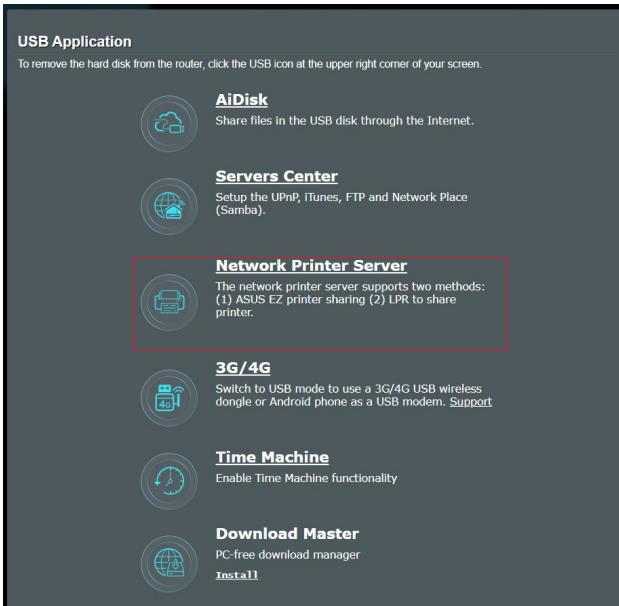 USB Application
To remove the hard disk from the router, click the USB icon at the upper right corner of your screen.
AiDisk
Share files in the USB disk through the Internet.
Servers Center
Setup the UPnP, iTunes, FTP and Network Place
(Samba).
Network Printer Server
The network printer server supports two methods:
(1) ASUS EZ printer sharing (2) LPR to share
printer.
3G/4G
4G
Switch to USB mode to use a 3G/4G USB wireless
dongle or Android phone as a USB modem. Support
Time Machine
Enable Time Machine functionality
Download Master
PC-free download manager
Install